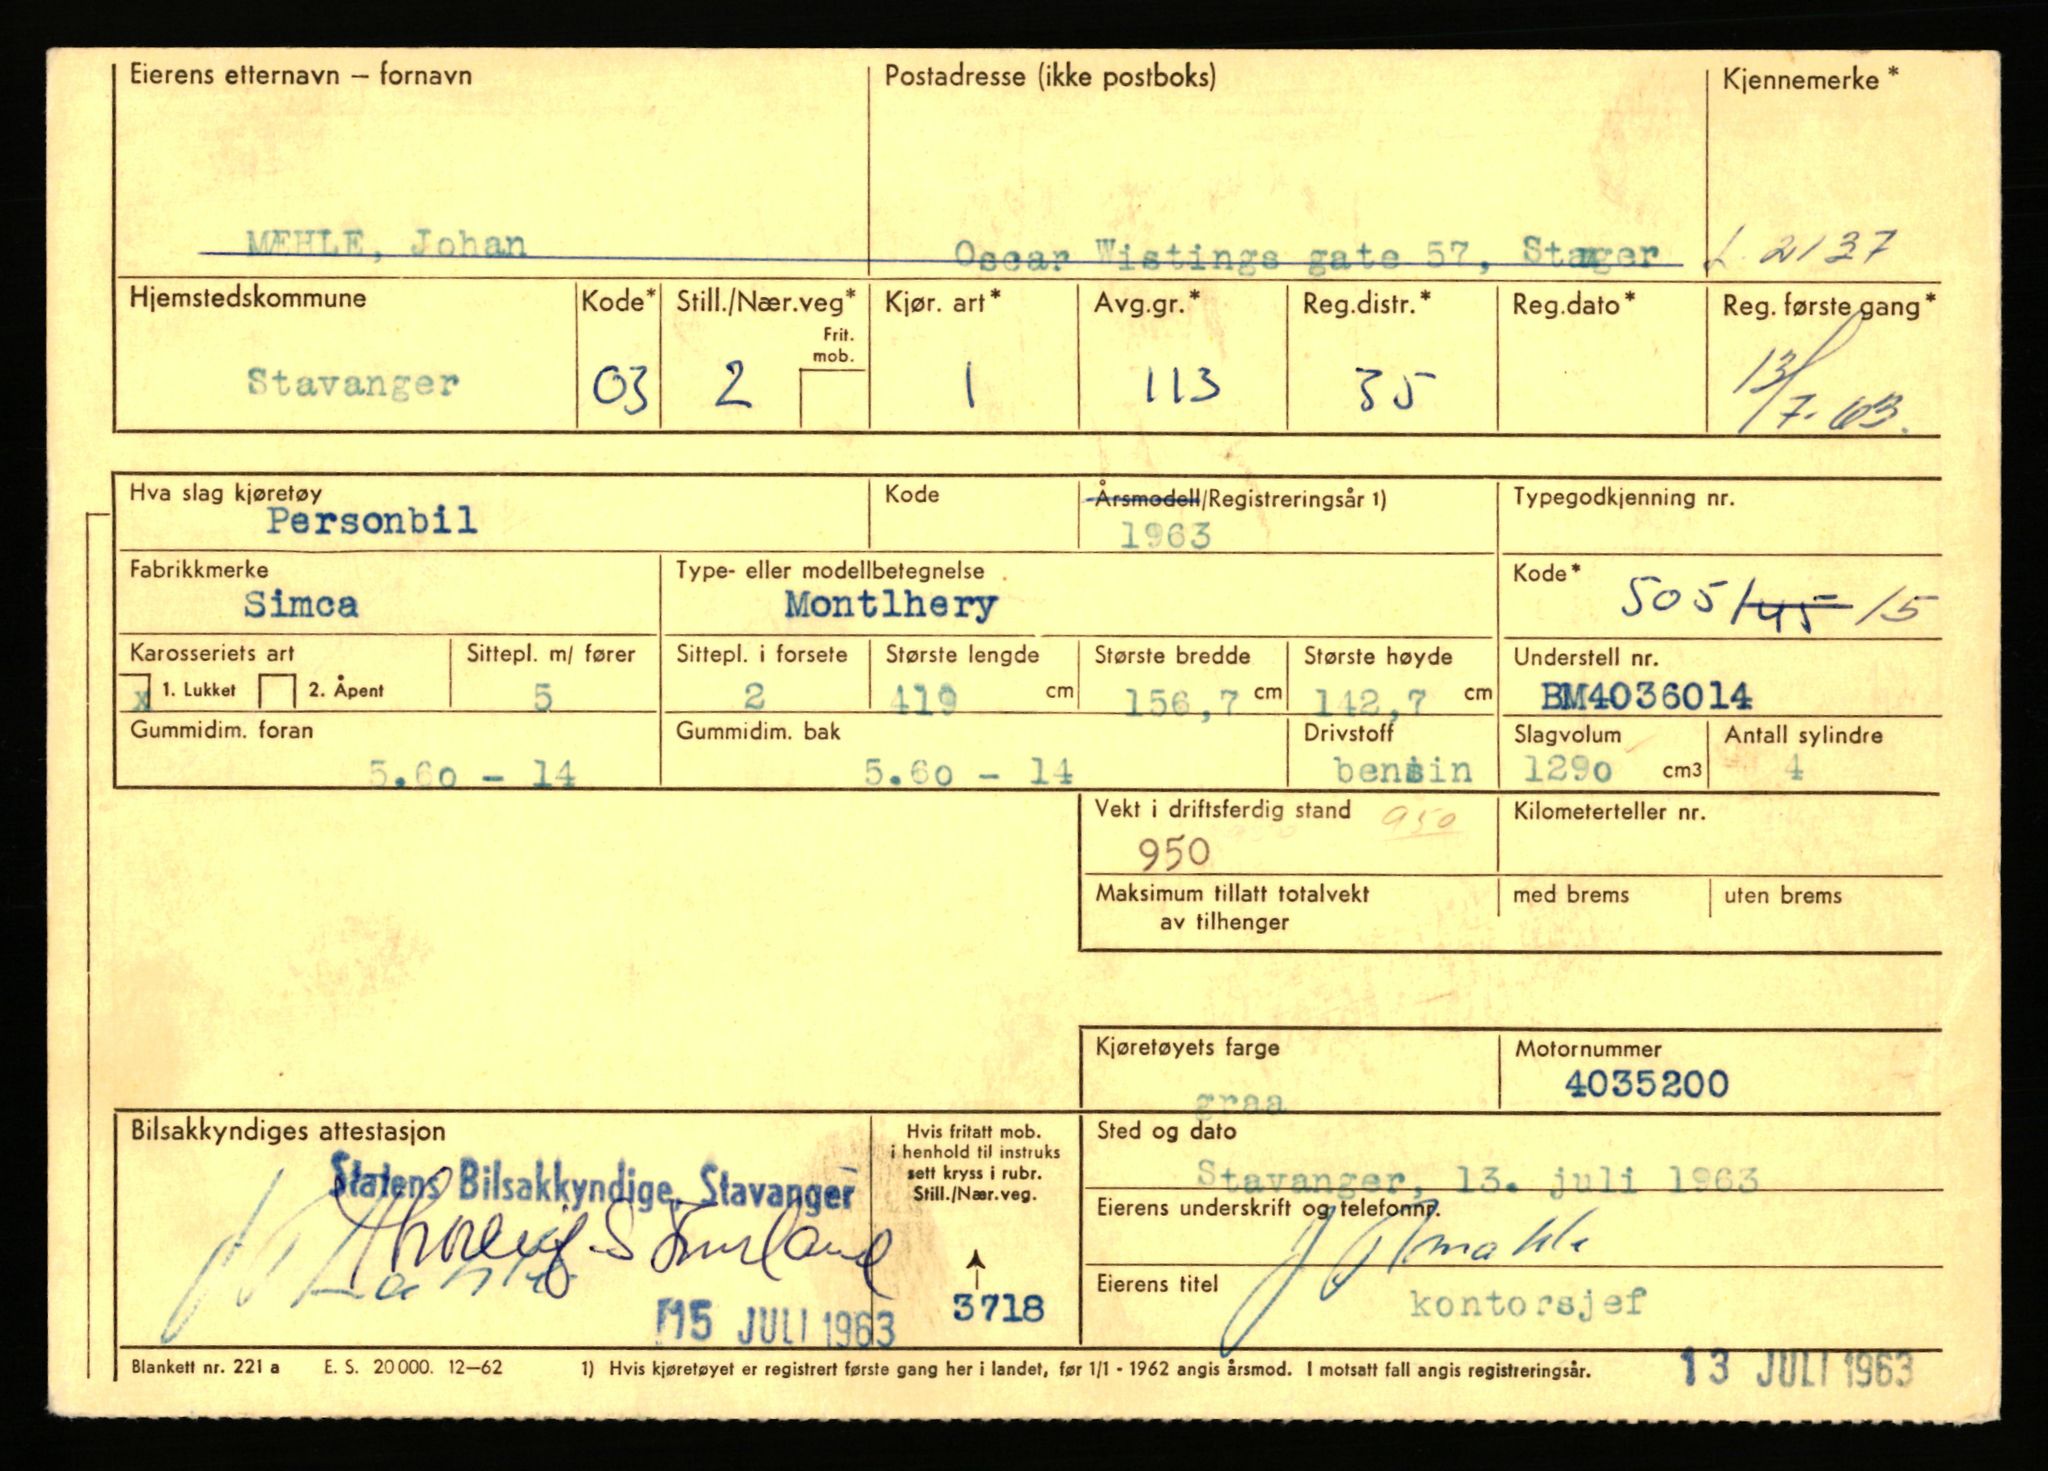 Eierens etternavn – fornavn Postadresse (ikke postboks) Kjennemerke*
MÆHLE, Johan Oscar Wistings gate 57, Stager L. 2137
Hjemstedskommune Kode* Still./Nær.veg* Kjør. art* Avg.gr.* Reg.distr.* Reg.dato* Reg. første gang*
Frit. mob.
Stavanger 03 2 1 113 35 13/7.63.
Hva slag kjøretøy Kode Årsmodell/Registreringsår 1) Typegodkjenning nr.
Personbil 1963
Fabrikkmerke Type- eller modellbetegnelse Kode*
Simca Montlhery 505/45/5
Karosseriets art Sittepl. m/ fører Sittepl. i forsete Største lengde Største bredde Største høyde Understell nr.
x 1. Lukket 2. Åpent 5 2 419 cm 156,7 cm 142,7 cm BM4036014
Gummidim. foran Gummidim. bak Drivstoff Slagvolum Antall sylindre
5.60 - 14 5.60 - 14 bensin 1290 cm3 4
Vekt i driftsferdig stand 950 Kilometerteller nr.
950
Maksimum tillatt totalvekt med brems uten brems
av tilhenger
Kjøretøyets farge Motornummer
graa 4035200
Bilsakkyndiges attestasjon Hvis fritatt mob. Sted og dato
i henhold til instruks
sett kryss i rubr.
Still./Nær.veg.
Statens Bilsakkyndige, Stavanger Stavanger, 13. juli 1963
Eierens underskrift og telefonnr.
Eierens titel
3718 kontorsjef
15 JULI 1963
Blankett nr. 221 a E. S. 20 000. 12–62 1) Hvis kjøretøyet er registrert første gang her i landet, før 1/1 - 1962 angis årsmod. I motsatt fall angis registreringsår. 13 JULI 1963